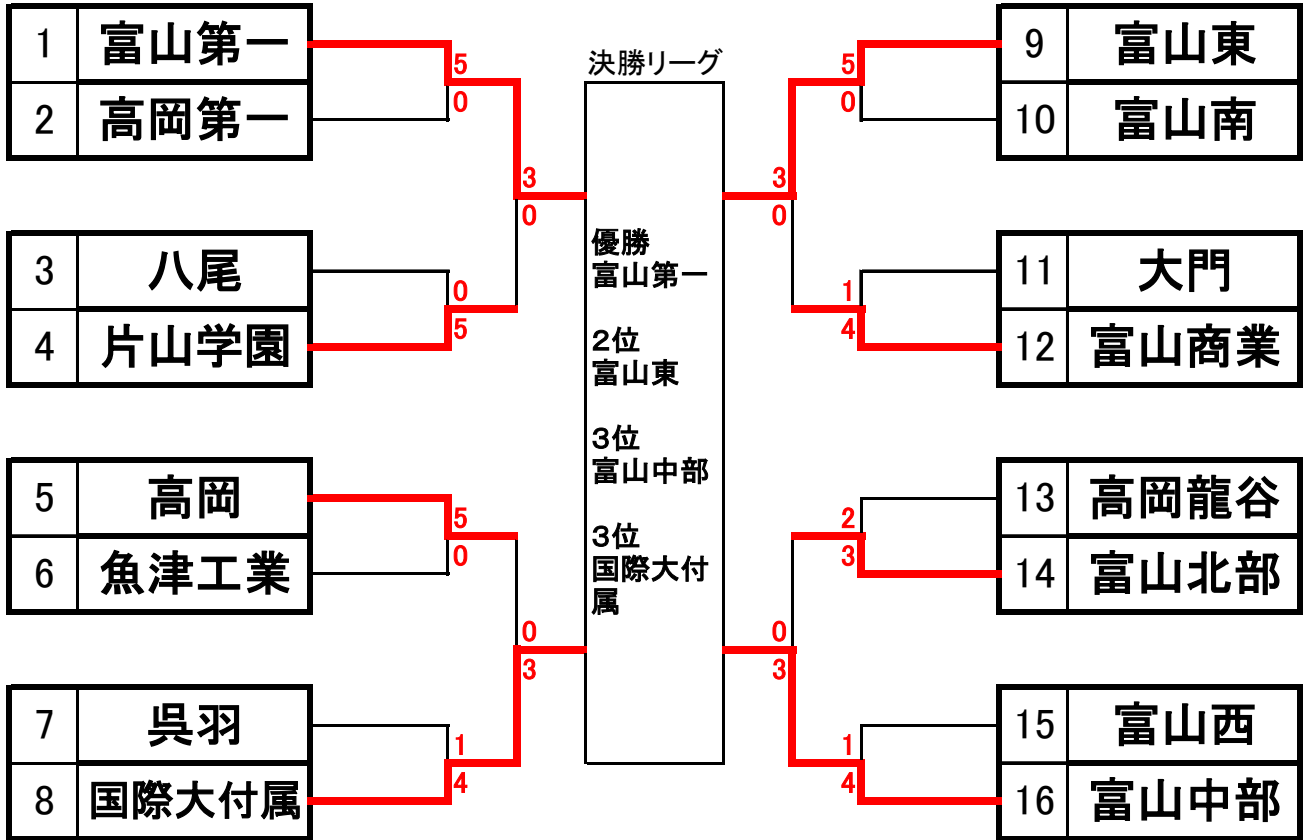 1 富山第一
2 高岡第一
5
0
3 八尾
4 片山学園
0
5
3
0
5 高岡
6 魚津工業
5
0
7 呉羽
8 国際大付属
1
4
0
3
決勝リーグ
優勝
富山第一
2位
富山東
3位
富山中部
3位
国際大付
属
9 富山東
10 富山南
5
0
11 大門
12 富山商業
1
4
3
0
13 高岡龍谷
14 富山北部
2
3
15 富山西
16 富山中部
1
4
0
3